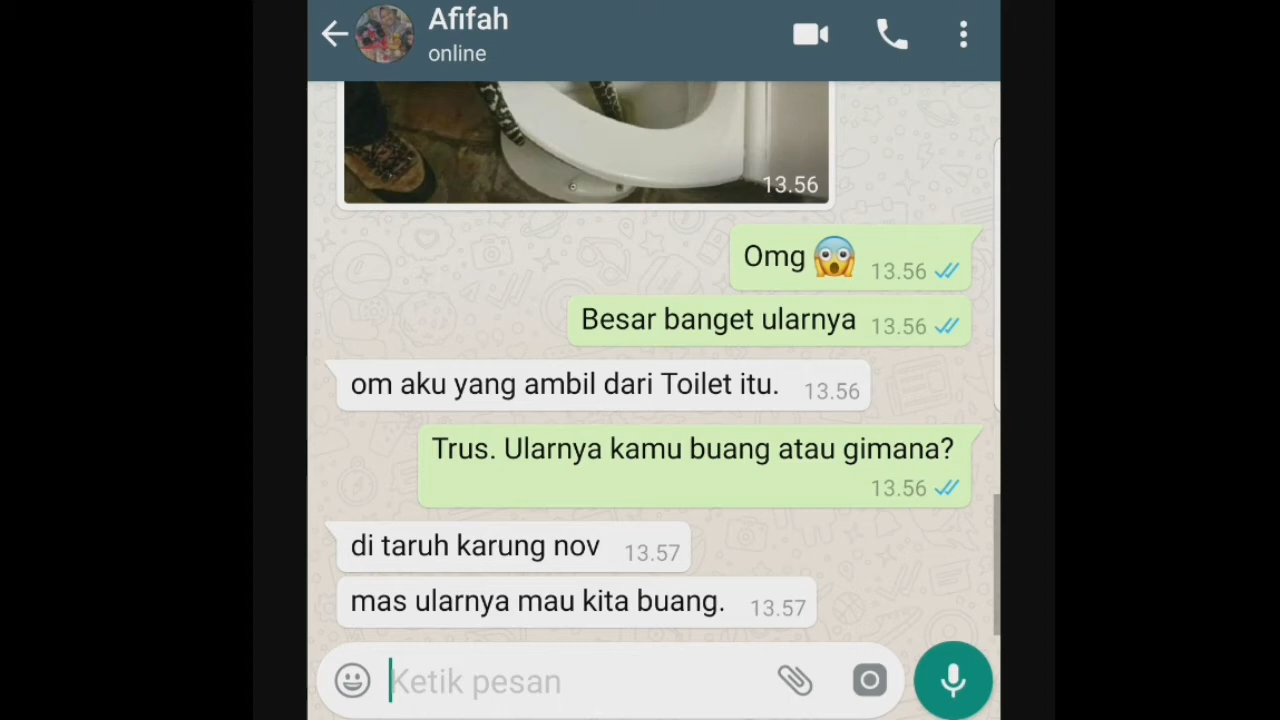 Afifah
online
13.56
Omg 😱 13.56
Besar banget ularnya 13.56
om aku yang ambil dari Toilet itu. 13.56
Trus. Ularnya kamu buang atau gimana?
13.56
di taruh karung nov 13.57
mas ularnya mau kita buang. 13.57
Ketik pesan